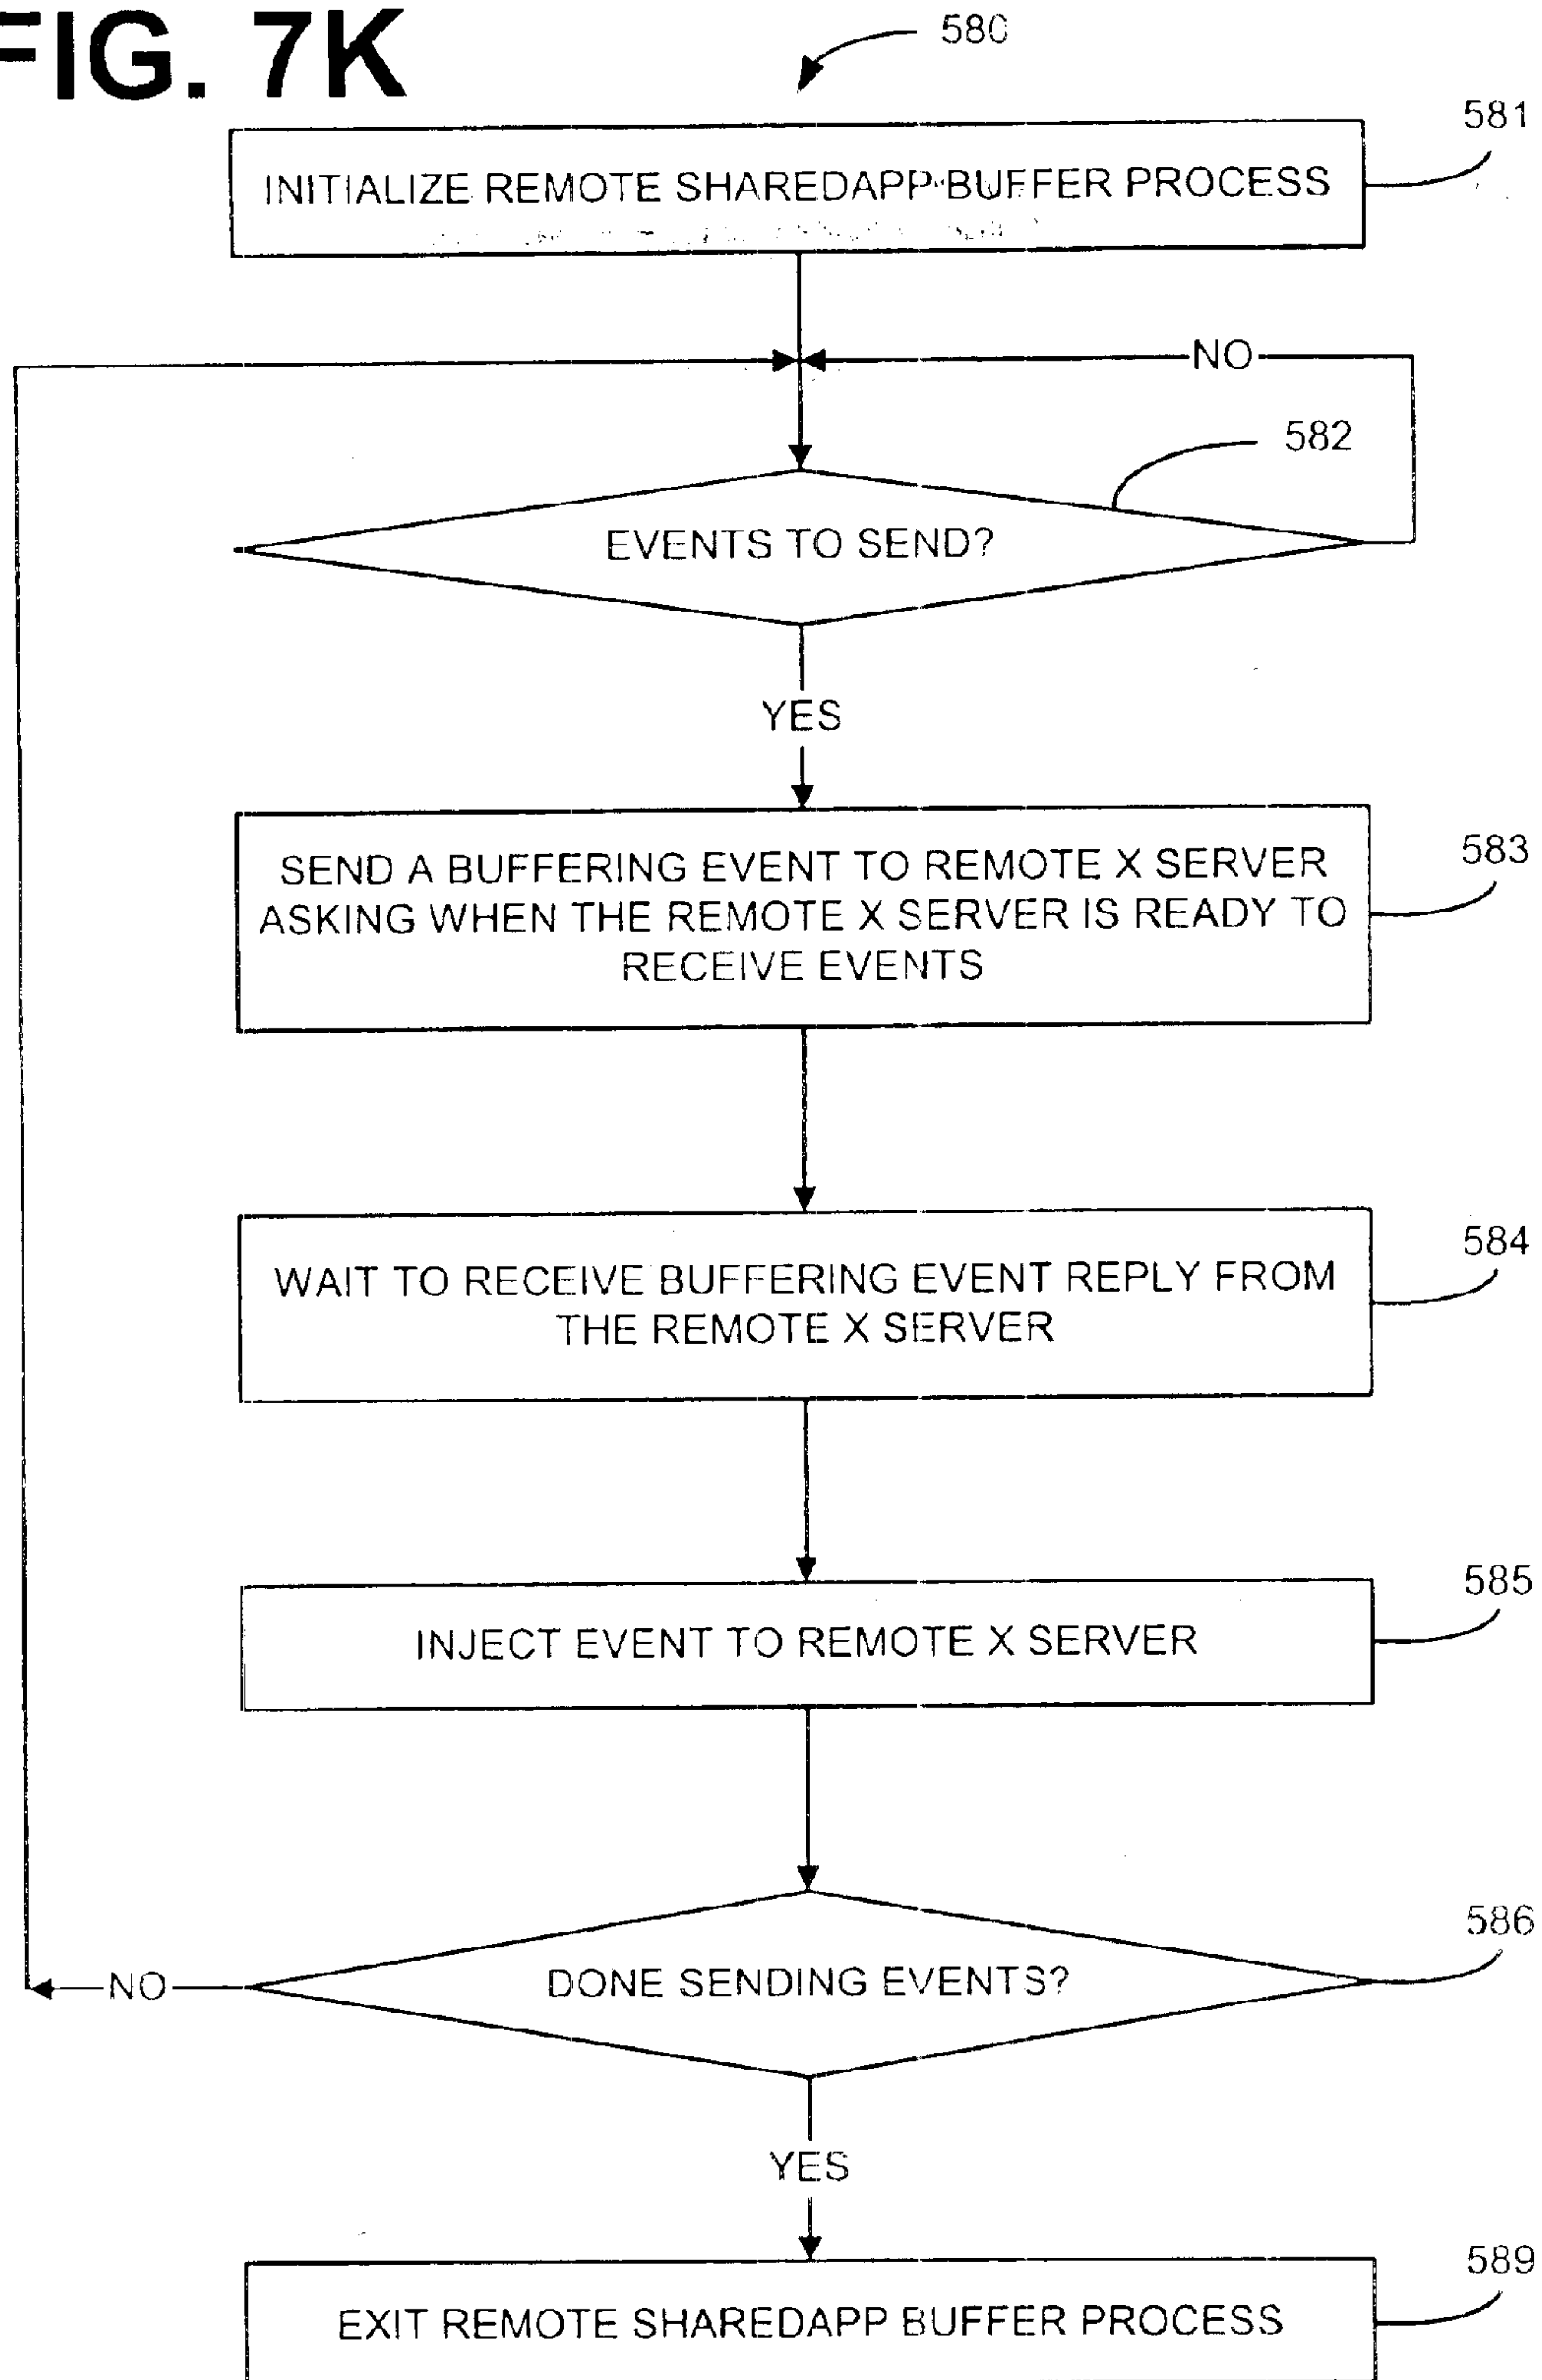 FIG. 7K
580
581
INITIALIZE REMOTE SHAREDAPP BUFFER PROCESS
NO
582
EVENTS TO SEND?
YES
583
SEND A BUFFERING EVENT TO REMOTE X SERVER
ASKING WHEN THE REMOTE X SERVER IS READY TO
RECEIVE EVENTS
584
WAIT TO RECEIVE BUFFERING EVENT REPLY FROM
THE REMOTE X SERVER
585
INJECT EVENT TO REMOTE X SERVER
586
DONE SENDING EVENTS?
NO
YES
589
EXIT REMOTE SHAREDAPP BUFFER PROCESS